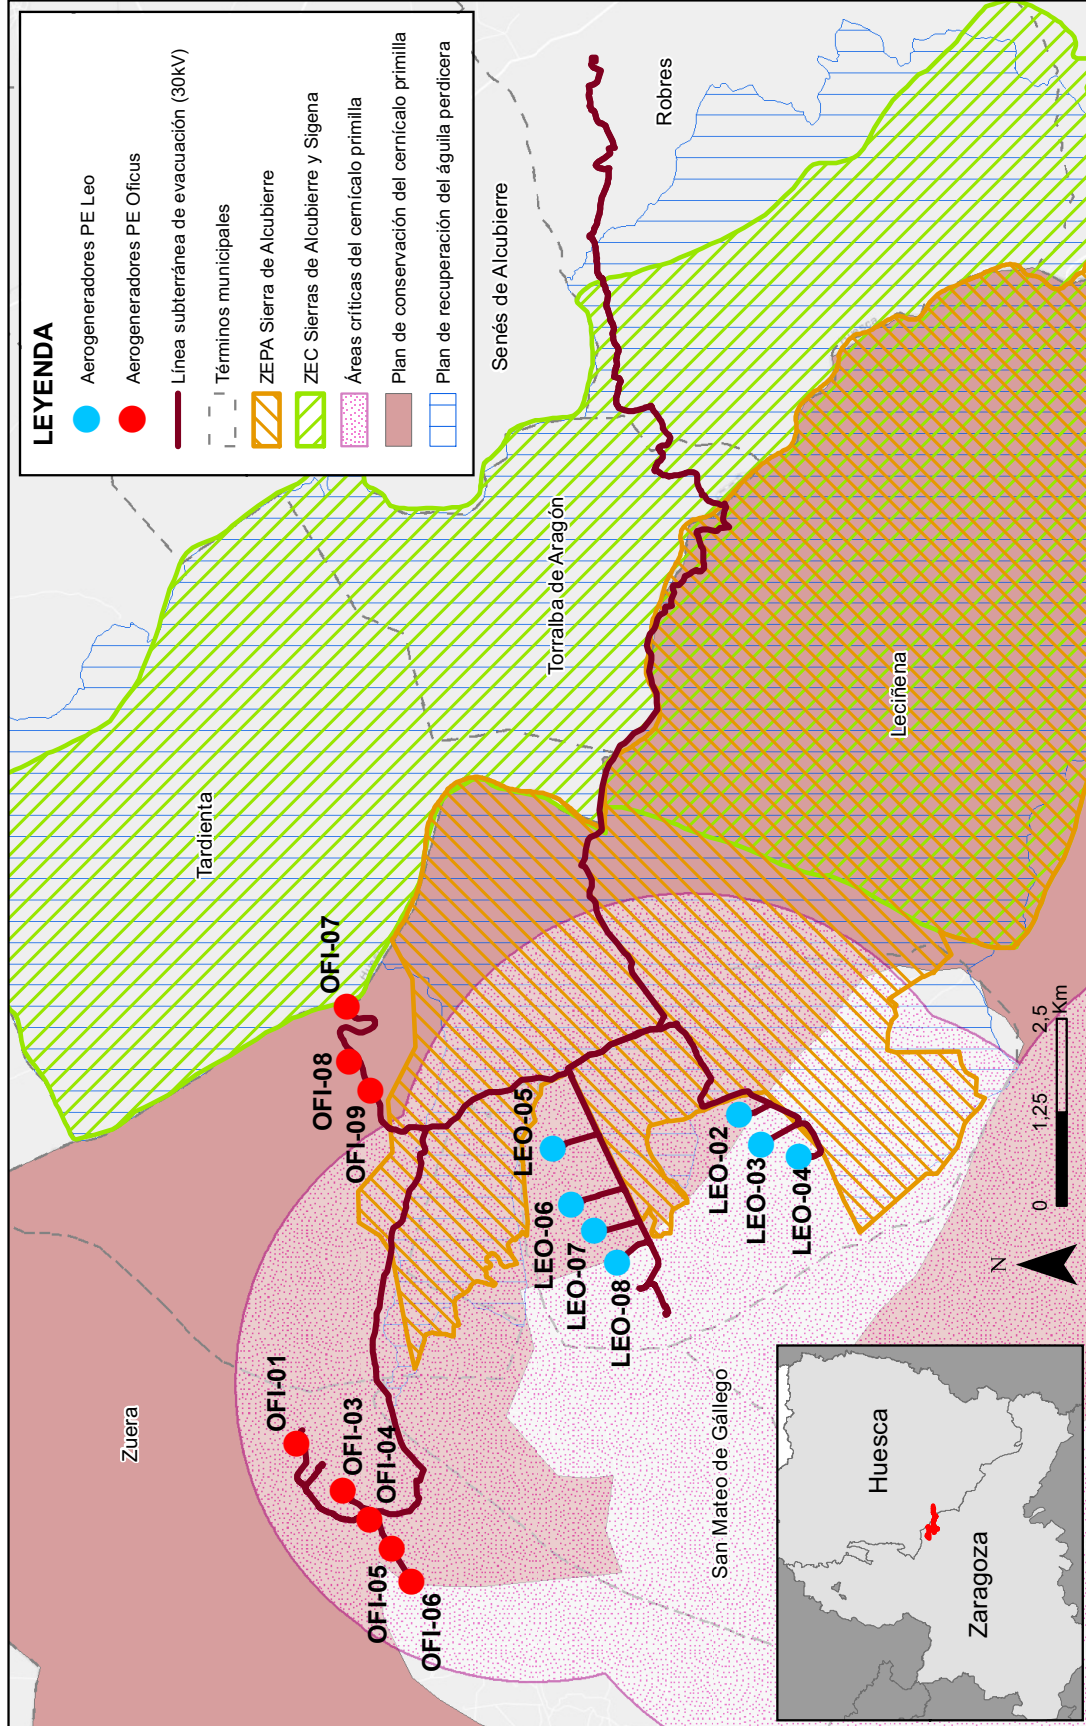 LEYENDA
Aerogeneradores PE Leo
Aerogeneradores PE Oficus
Línea subterránea de evacuación (30kV)
Términos municipales
ZEPA Sierra de Alcubierre
ZEC Sierras de Alcubierre y Sigena
Áreas críticas del cernícalo primilla
Plan de conservación del cernícalo primilla
Plan de recuperación del águila perdicera
Zuera
Tardienta
OFI-01
OFI-03
OFI-04
OFI-05
OFI-06
OFI-07
OFI-08
OFI-09
Senés de Alcubierre
Torralba de Aragón
Robres
LEO-05
LEO-06
LEO-07
LEO-08
LEO-02
LEO-03
LEO-04
San Mateo de Gállego
Leciñena
Huesca
Zaragoza
N
0
1,25
2,5
Km